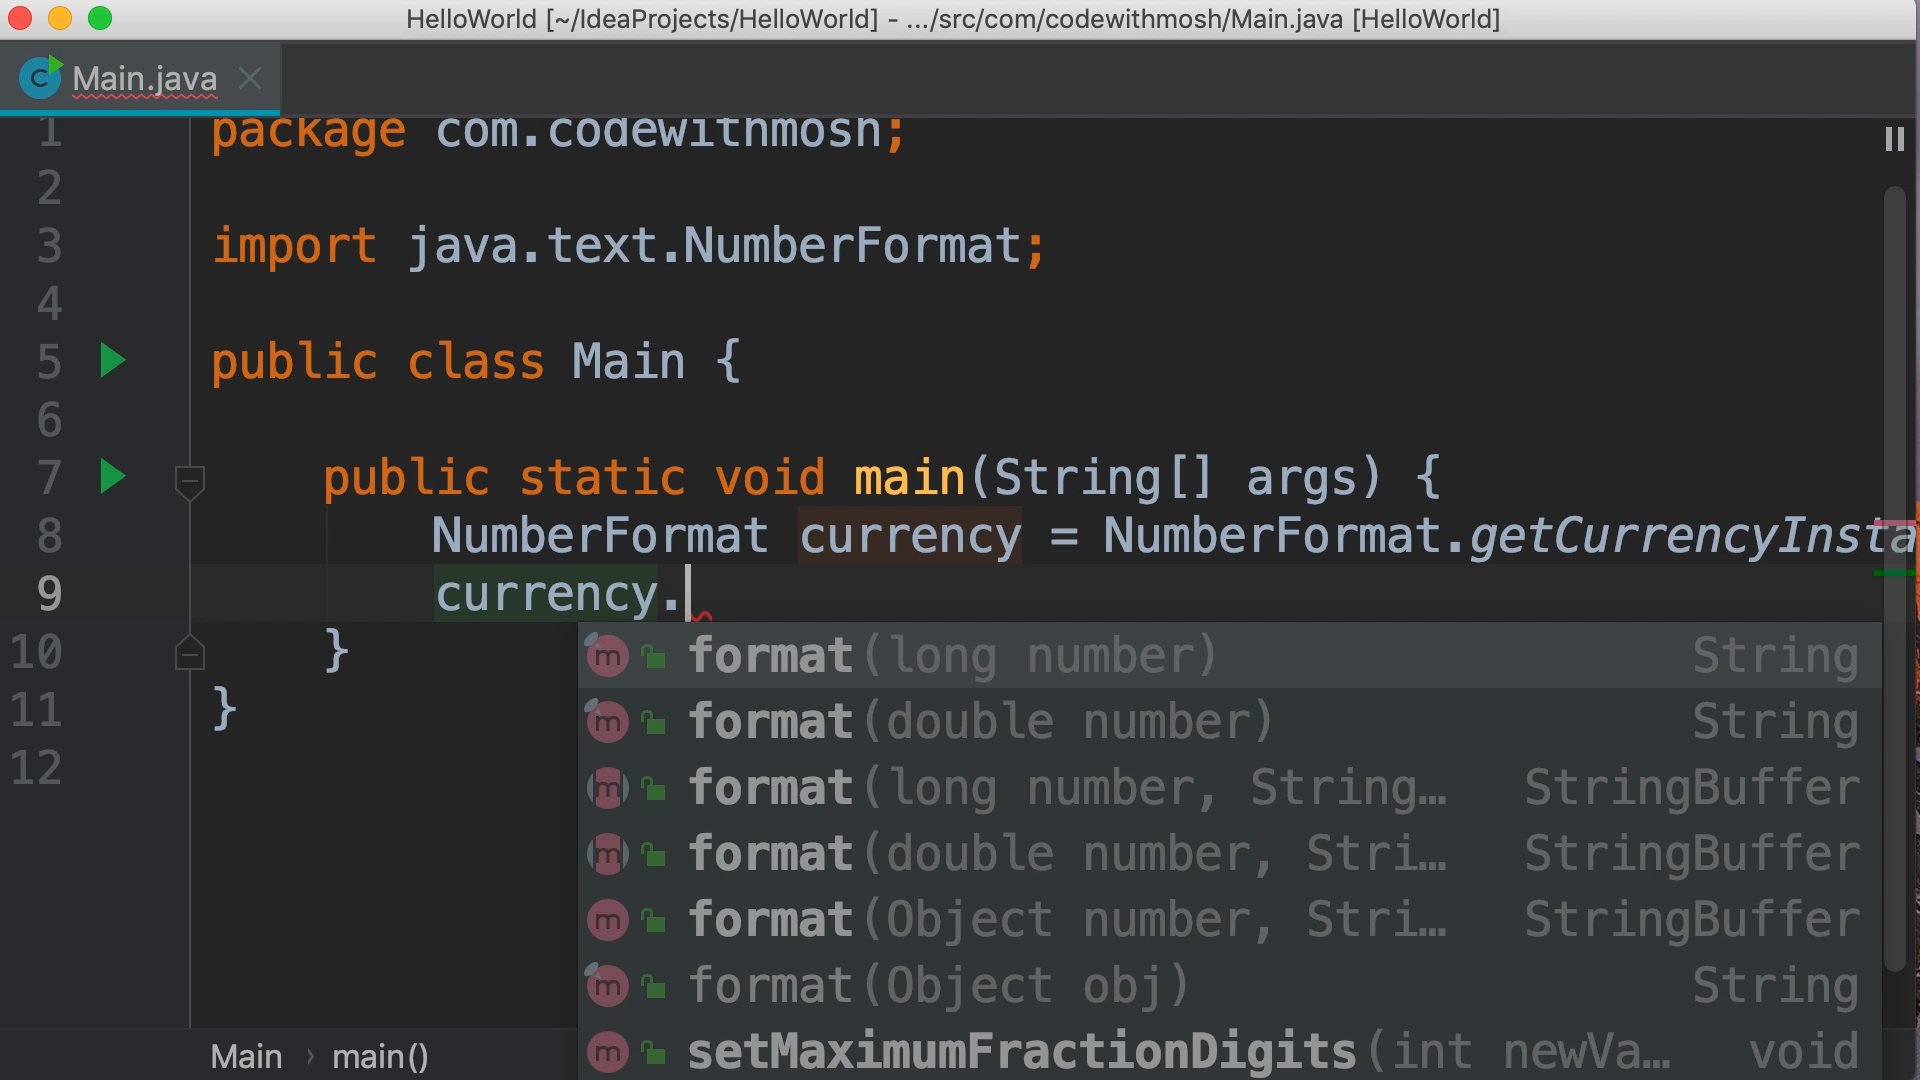 HelloWorld [~/IdeaProjects/HelloWorld] - .../src/com/codewithmosh/Main.java [HelloWorld]
Main.java
1 package com.codewithmosh;
2
3 import java.text.NumberFormat;
4
5 public class Main {
6
7 public static void main(String[] args) {
8 NumberFormat currency = NumberFormat.getCurrencyInsta
9 currency.
10 }
11 }
12
format(long number) String
format(double number) String
format(long number, String… StringBuffer
format(double number, Stri… StringBuffer
format(Object number, Stri… StringBuffer
format(Object obj) String
setMaximumFractionDigits(int newVa… void
Main › main()